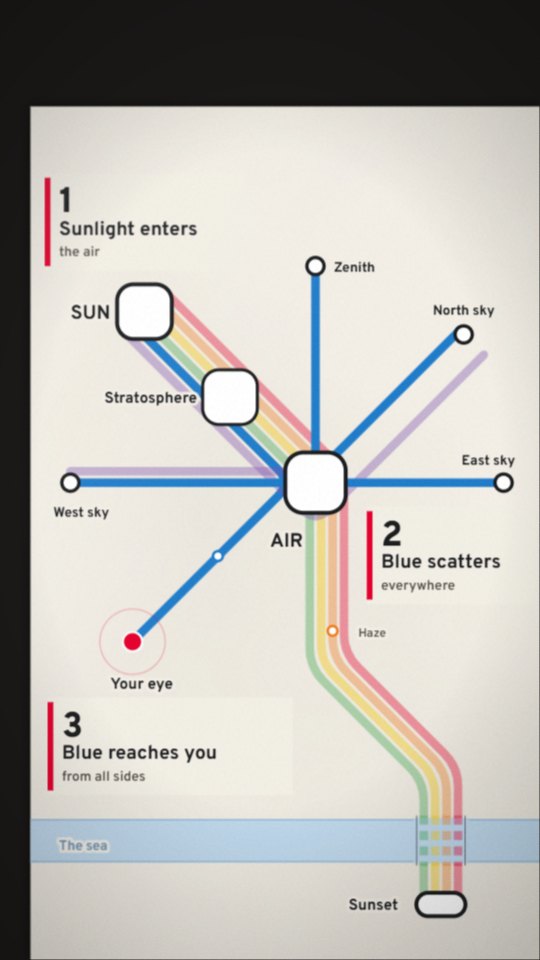 1
Sunlight enters
the air
Zenith
SUN
North sky
Stratosphere
East sky
West sky
2
AIR
Blue scatters
everywhere
Haze
Your eye
3
Blue reaches you
from all sides
The sea
Sunset